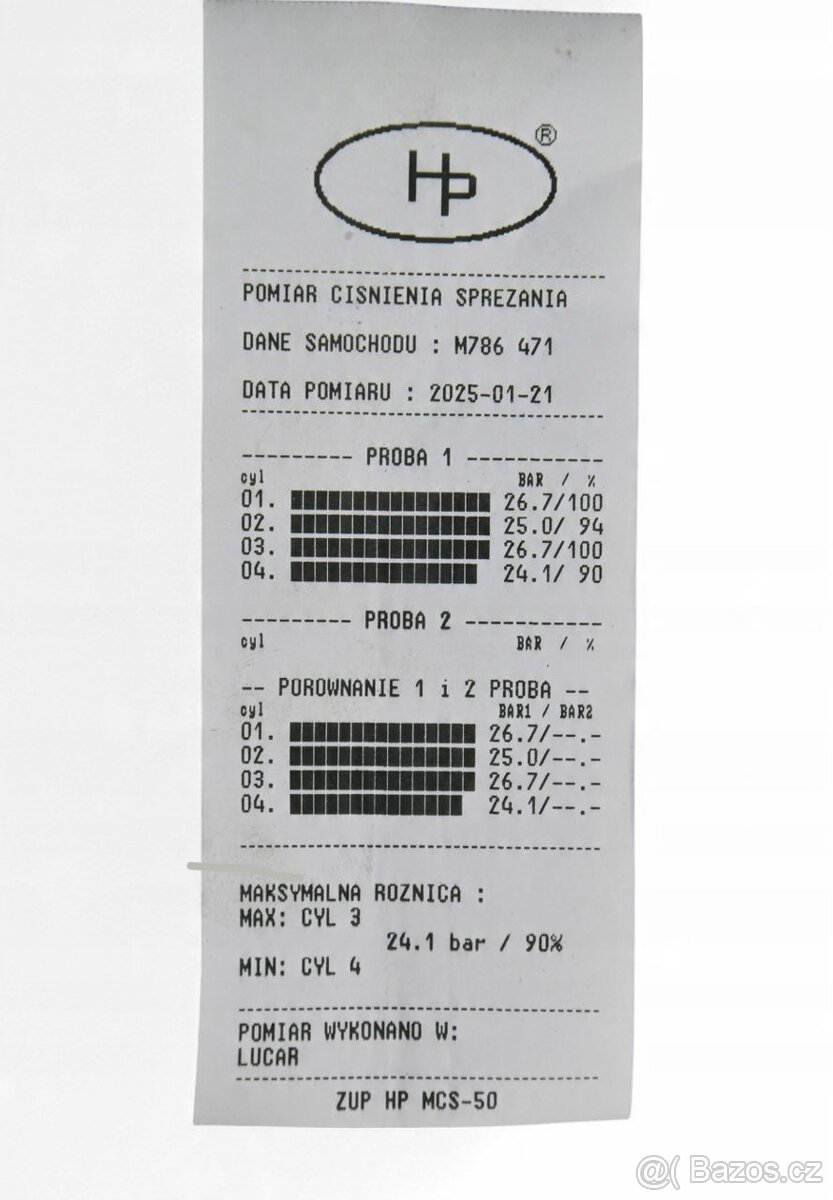 HP ®
POMIAR CISNIENIA SPREZANIA
DANE SAMOCHODU : M786 471
DATA POMIARU : 2025-01-21
--------- PROBA 1 -----------
cyl BAR / %
01. 26.7/100
02. 25.0/ 94
03. 26.7/100
04. 24.1/ 90
--------- PROBA 2 -----------
cyl BAR / %
-- POROWNANIE 1 i 2 PROBA --
cyl BAR1 / BAR2
01. 26.7/--.-
02. 25.0/--.-
03. 26.7/--.-
04. 24.1/--.-
MAKSYMALNA ROZNICA :
MAX: CYL 3
24.1 bar / 90%
MIN: CYL 4
POMIAR WYKONANO W:
LUCAR
ZUP HP MCS-50
@( Bazos.cz